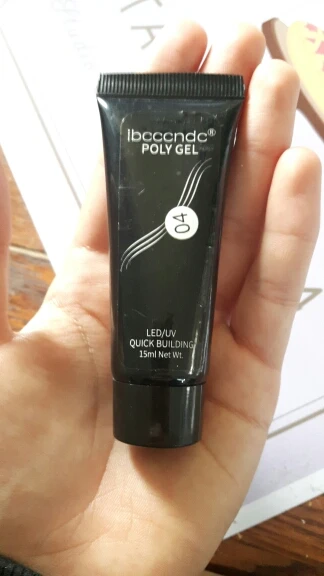 ibcccndc®
POLY GEL
04
LED/UV
QUICK BUILDING
15ml Net Wt.